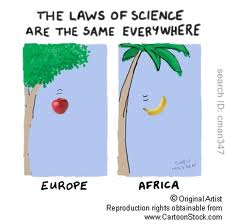 THE LAWS OF SCIENCE
ARE THE SAME EVERYWHERE
EUROPE
AFRICA
search ID: cman347
© Original Artist
Reproduction rights obtainable from
www.CartoonStock.com